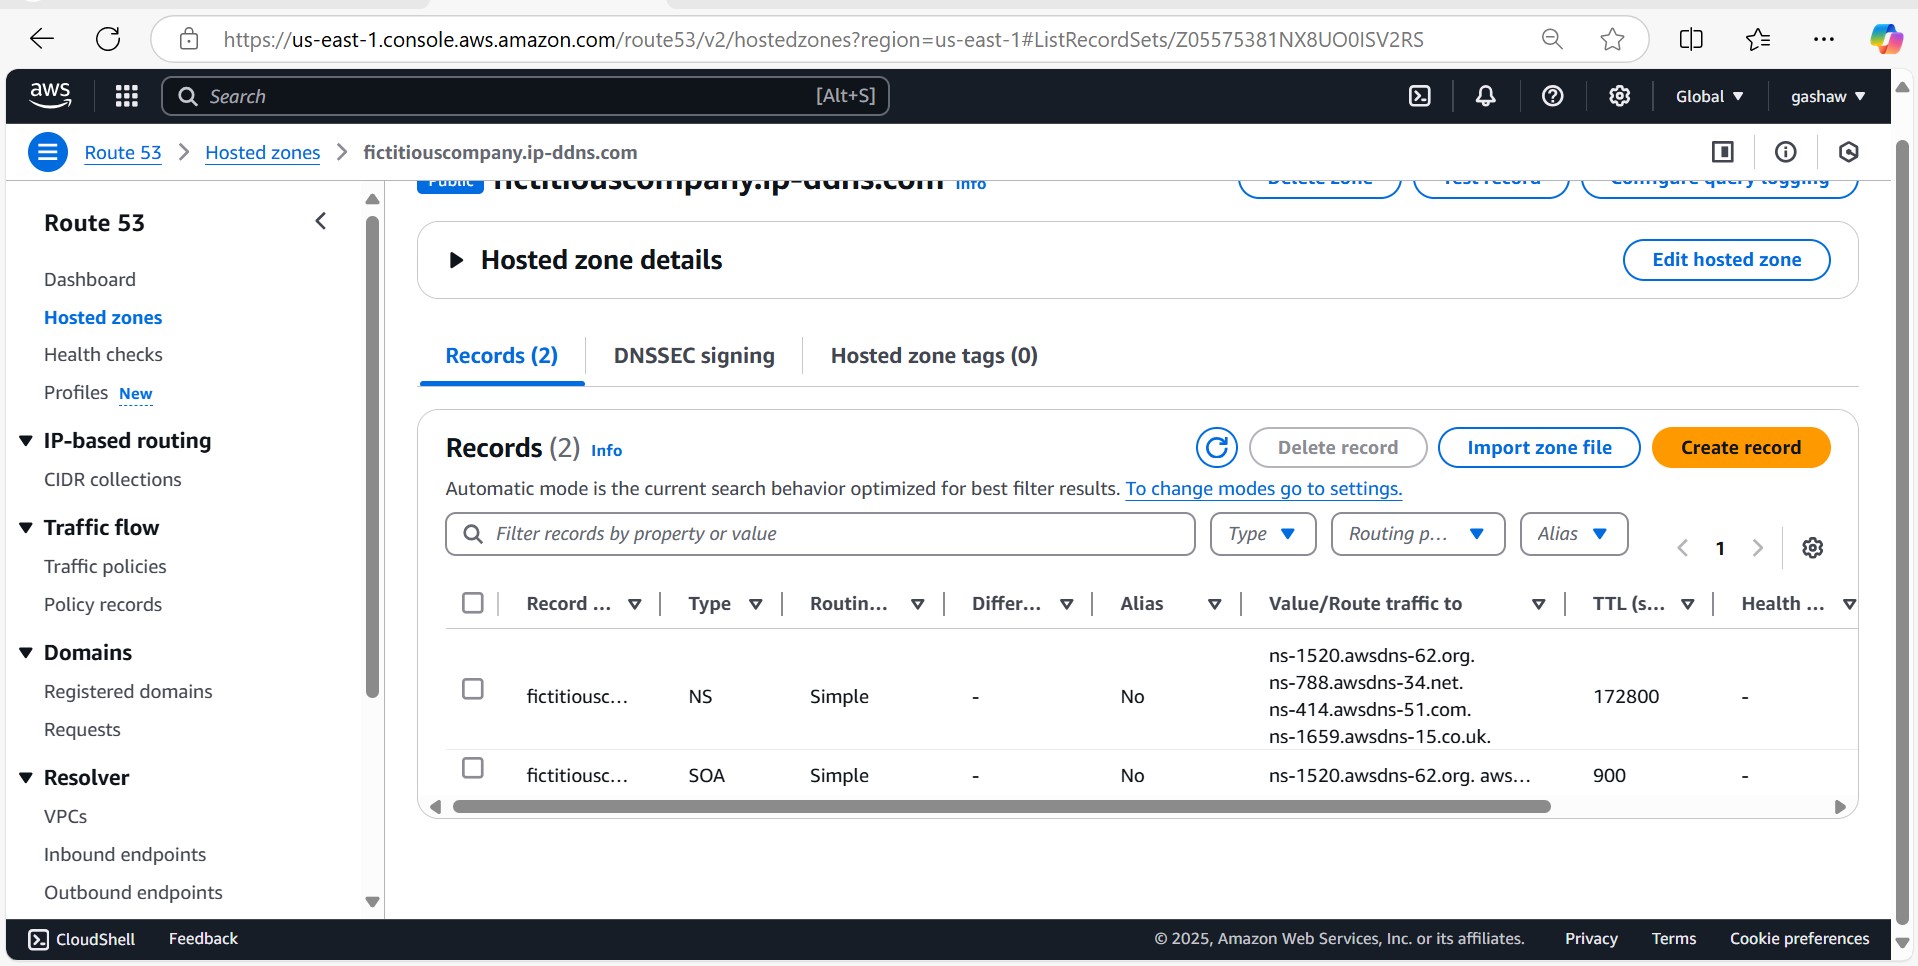 https://us-east-1.console.aws.amazon.com/route53/v2/hostedzones?region=us-east-1#ListRecordSets/Z05575381NX8UO0ISV2RS
aws
Search [Alt+S]
Global
gashaw
Route 53
Hosted zones
fictitiouscompany.ip-ddns.com
Public fictitiouscompany.ip-ddns.com Info
Delete zone
Test record
Configure query logging
Route 53
Dashboard
Hosted zones
Health checks
Profiles New
IP-based routing
CIDR collections
Traffic flow
Traffic policies
Policy records
Domains
Registered domains
Requests
Resolver
VPCs
Inbound endpoints
Outbound endpoints
Hosted zone details
Edit hosted zone
Records (2) DNSSEC signing Hosted zone tags (0)
Records (2) Info
Delete record
Import zone file
Create record
Automatic mode is the current search behavior optimized for best filter results. To change modes go to settings.
Filter records by property or value
Type
Routing p...
Alias
1
Record ... Type Routin... Differ... Alias Value/Route traffic to TTL (s... Health ...
ns-1520.awsdns-62.org.
ns-788.awsdns-34.net.
fictitiousc... NS Simple - No 172800 -
ns-414.awsdns-51.com.
ns-1659.awsdns-15.co.uk.
fictitiousc... SOA Simple - No ns-1520.awsdns-62.org. aws... 900 -
CloudShell Feedback
© 2025, Amazon Web Services, Inc. or its affiliates. Privacy Terms Cookie preferences